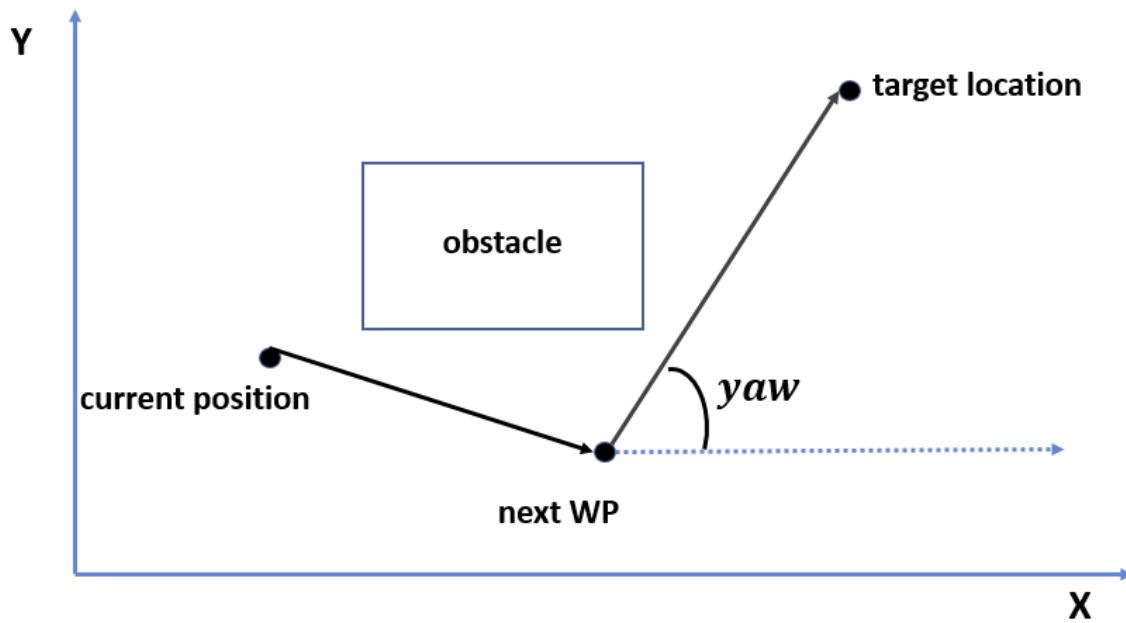 Y
target location
obstacle
current position
yaw
next WP
X